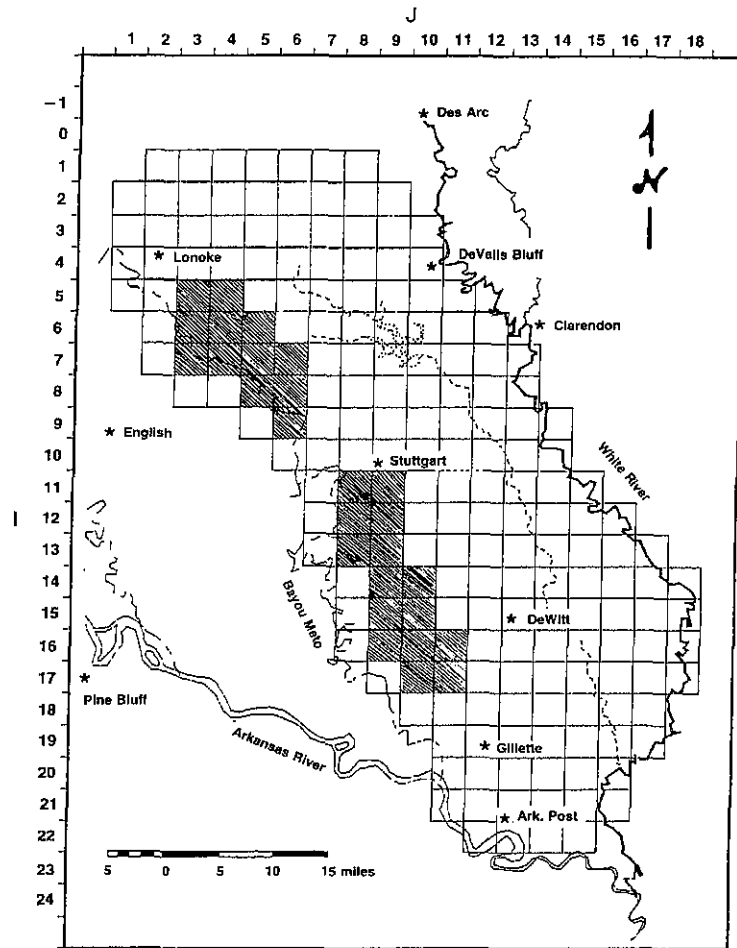 J
1 2 3 4 5 6 7 8 9 10 11 12 13 14 15 16 17 18
-1
0
1
2
3
4
5
6
7
8
9
10
11
12
13
14
15
16
17
18
19
20
21
22
23
24
I
N
* Des Arc
* Lonoke
DeValls Bluff
*
* Clarendon
* English
* Stuttgart
White River
Bayou Meto
* DeWitt
*
Pine Bluff
Arkansas River
* Gillette
* Ark. Post
5 0 5 10 15 miles